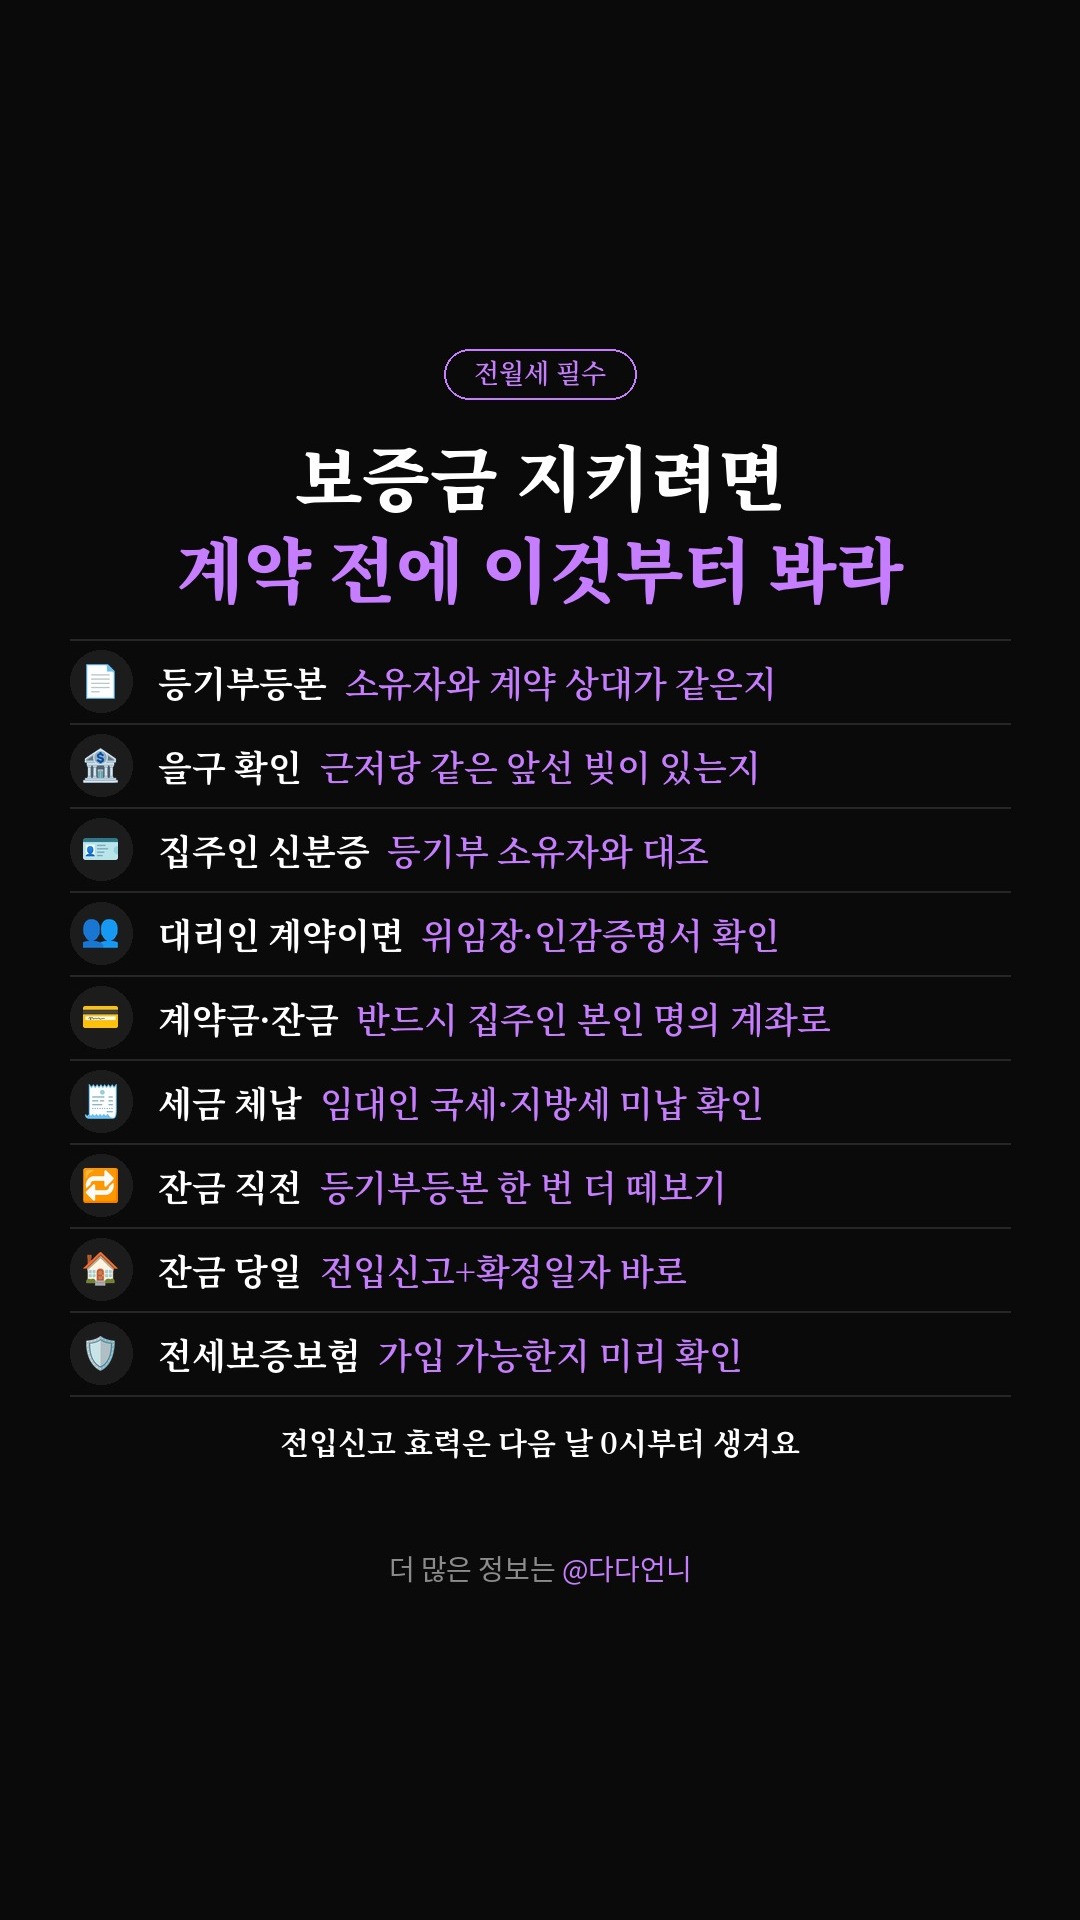 전월세 필수
보증금 지키려면
계약 전에 이것부터 봐라
등기부등본 소유자와 계약 상대가 같은지
을구 확인 근저당 같은 앞선 빚이 있는지
집주인 신분증 등기부 소유자와 대조
대리인 계약이면 위임장·인감증명서 확인
계약금·잔금 반드시 집주인 본인 명의 계좌로
세금 체납 임대인 국세·지방세 미납 확인
잔금 직전 등기부등본 한 번 더 떼보기
잔금 당일 전입신고+확정일자 바로
전세보증보험 가입 가능한지 미리 확인
전입신고 효력은 다음 날 0시부터 생겨요
더 많은 정보는 @다다언니